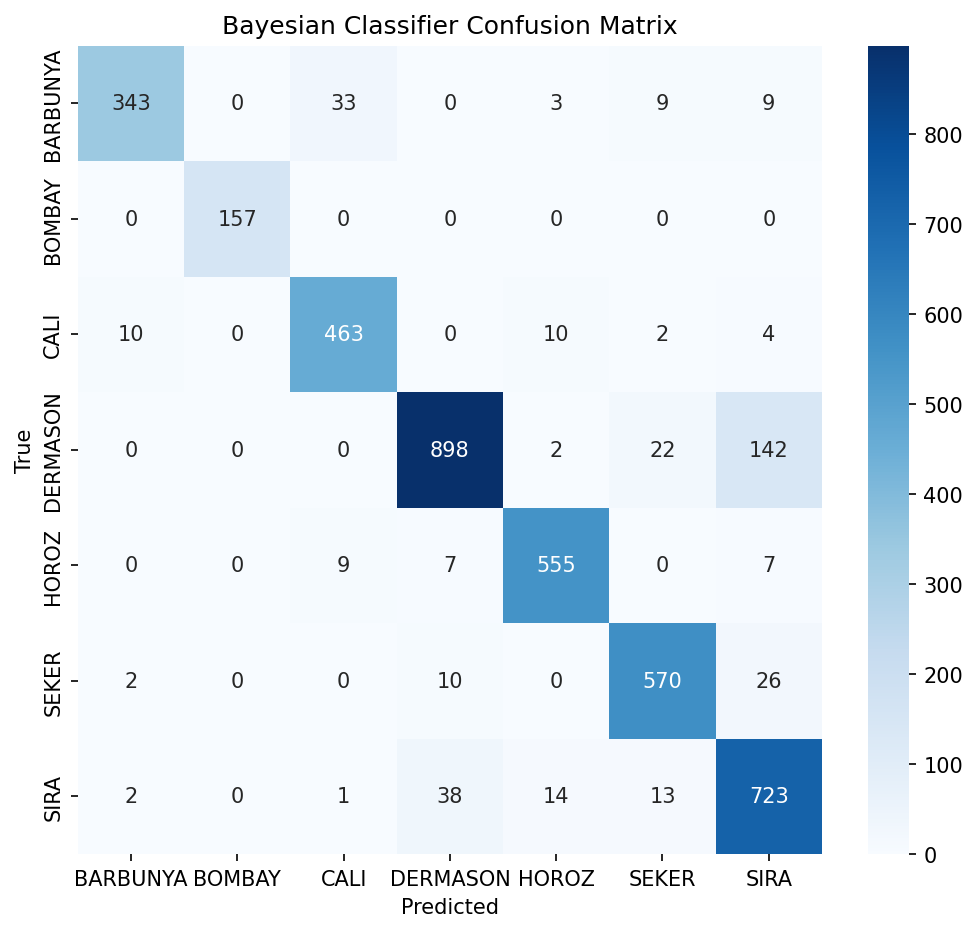 Bayesian Classifier Confusion Matrix
True
BARBUNYA 343 0 33 0 3 9 9
BOMBAY 0 157 0 0 0 0 0
CALI 10 0 463 0 10 2 4
DERMASON 0 0 0 898 2 22 142
HOROZ 0 0 9 7 555 0 7
SEKER 2 0 0 10 0 570 26
SIRA 2 0 1 38 14 13 723
BARBUNYA BOMBAY CALI DERMASON HOROZ SEKER SIRA
Predicted
800
700
600
500
400
300
200
100
0